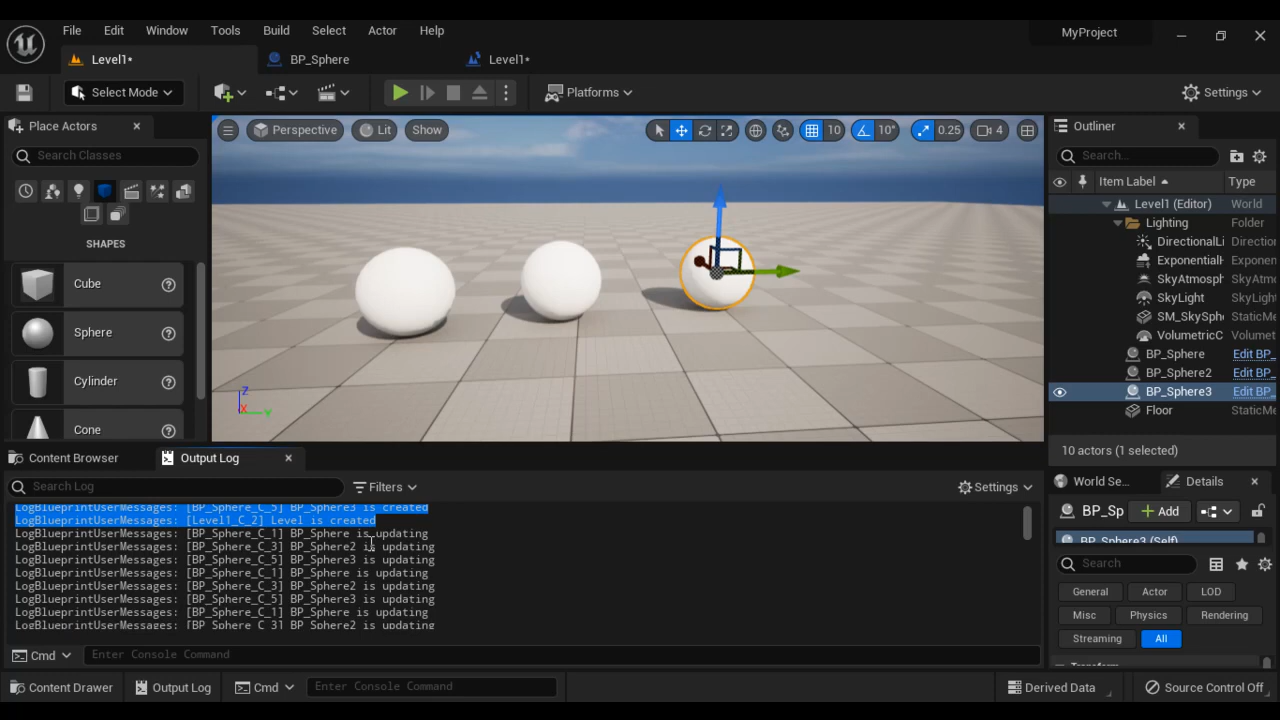 File Edit Window Tools Build Select Actor Help
MyProject
Level1* BP_Sphere Level1*
Select Mode Platforms Settings
Place Actors
Search Classes
SHAPES
Cube
Sphere
Cylinder
Cone
Perspective Lit Show 10 10° 0.25 4
Z
X Y
Outliner
Search...
Item Label Type
Level1 (Editor) World
Lighting Folder
DirectionalLi Directio
ExponentialH Exponen
SkyAtmosph SkyAtmo
SkyLight SkyLight
SM_SkySph StaticMe
VolumetricC Volumet
BP_Sphere Edit BP_
BP_Sphere2 Edit BP_
BP_Sphere3 Edit BP_
Floor StaticMe
10 actors (1 selected)
Content Browser Output Log
Search Log Filters Settings
LogBlueprintUserMessages: [BP_Sphere_C_5] BP_Sphere3 is created
LogBlueprintUserMessages: [Level1_C_2] Level is created
LogBlueprintUserMessages: [BP_Sphere_C_1] BP_Sphere is updating
LogBlueprintUserMessages: [BP_Sphere_C_3] BP_Sphere2 is updating
LogBlueprintUserMessages: [BP_Sphere_C_5] BP_Sphere3 is updating
LogBlueprintUserMessages: [BP_Sphere_C_1] BP_Sphere is updating
LogBlueprintUserMessages: [BP_Sphere_C_3] BP_Sphere2 is updating
LogBlueprintUserMessages: [BP_Sphere_C_5] BP_Sphere3 is updating
LogBlueprintUserMessages: [BP_Sphere_C_1] BP_Sphere is updating
LogBlueprintUserMessages: [BP_Sphere_C_3] BP_Sphere2 is updating
Cmd Enter Console Command
World Se... Details
BP_Sp Add
BP_Sphere3 (Self)
Search
General Actor LOD
Misc Physics Rendering
Streaming All
Transform
Content Drawer Output Log Cmd Enter Console Command Derived Data Source Control Off